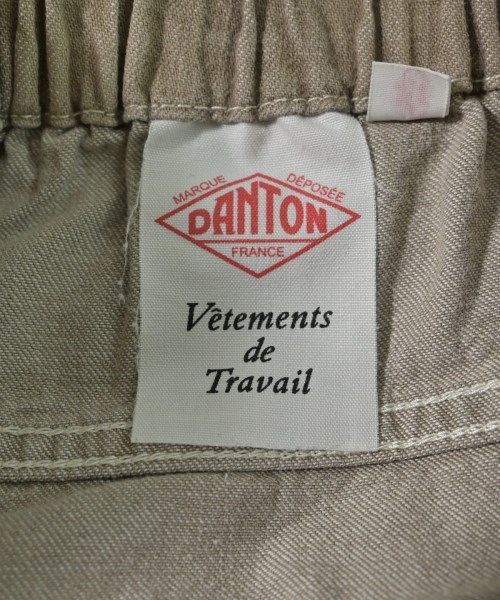 MARQUE DÉPOSÉE
DANTON
FRANCE
Vêtements
de
Travail